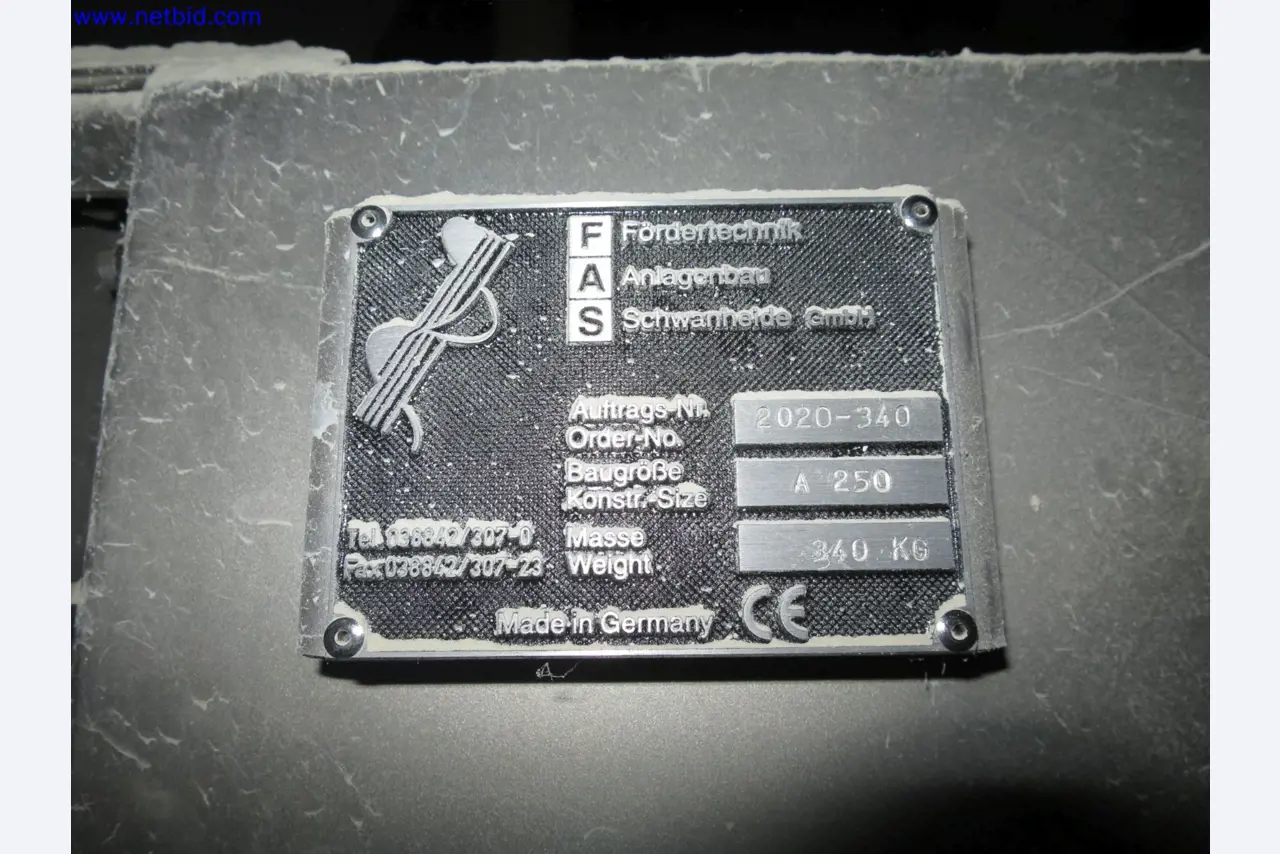 www.netbid.com
F Fördertechnik
A Anlagenbau
S Schwanheide GmbH
Auftrags-Nr. 2020-340
Order-No.
Baugröße A 250
Konstr.-Size
Masse 340 KG
Weight
Tel. 038842/307-0
Fax 038842/307-23
Made in Germany CE